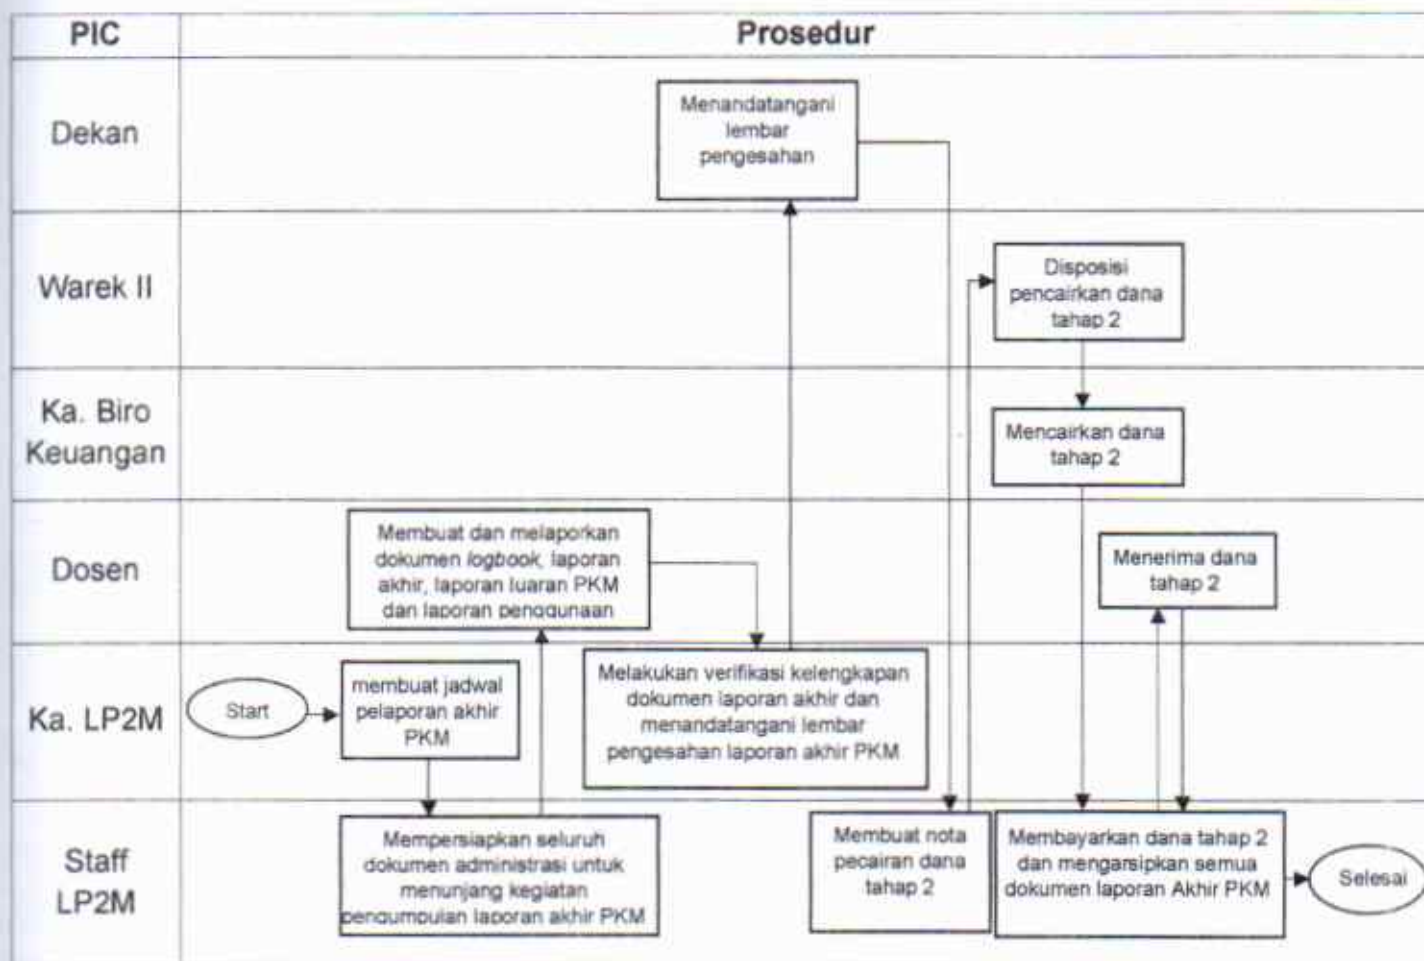 PIC
Prosedur
Dekan
Menandatangani
lembar
pengesahan
Warek II
Disposisi
pencairkan dana
tahap 2
Ka. Biro
Keuangan
Mencairkan dana
tahap 2
Dosen
Membuat dan melaporkan
dokumen logbook, laporan
akhir, laporan luaran PKM
dan laporan penggunaan
Menerima dana
tahap 2
Ka. LP2M
Start
membuat jadwal
pelaporan akhir
PKM
Melakukan verifikasi kelengkapan
dokumen laporan akhir dan
menandatangani lembar
pengesahan laporan akhir PKM
Staff
LP2M
Mempersiapkan seluruh
dokumen administrasi untuk
menunjang kegiatan
pengumpulan laporan akhir PKM
Membuat nota
pecairan dana
tahap 2
Membayarkan dana tahap 2
dan mengarsipkan semua
dokumen laporan Akhir PKM
Selesai